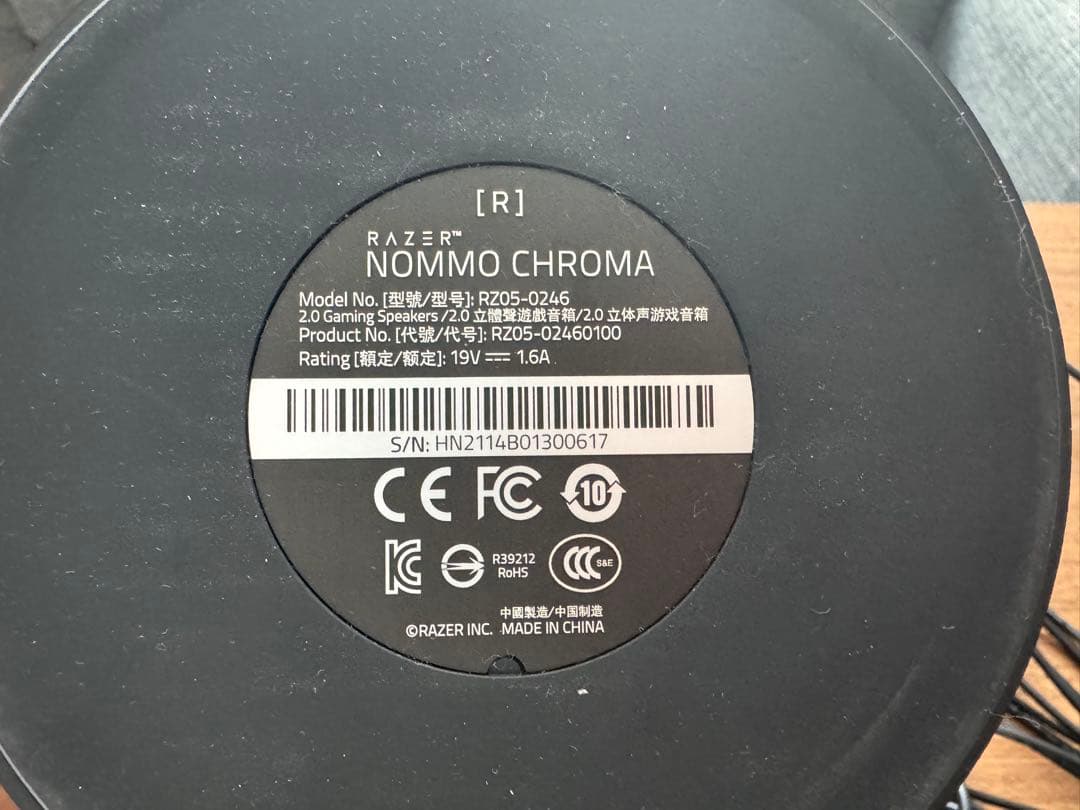 [R]
RAZER™
NOMMO CHROMA
Model No. [型號/型号]: RZ05-0246
2.0 Gaming Speakers /2.0 立體聲遊戲音箱/2.0 立体声游戏音箱
Product No. [代號/代号]: RZ05-02460100
Rating [額定/额定]: 19V ⎓ 1.6A
S/N: HN2114B01300617
CE FC 10
KC R39212 RoHS CCC S&E
中國製造/中国制造
©RAZER INC. MADE IN CHINA